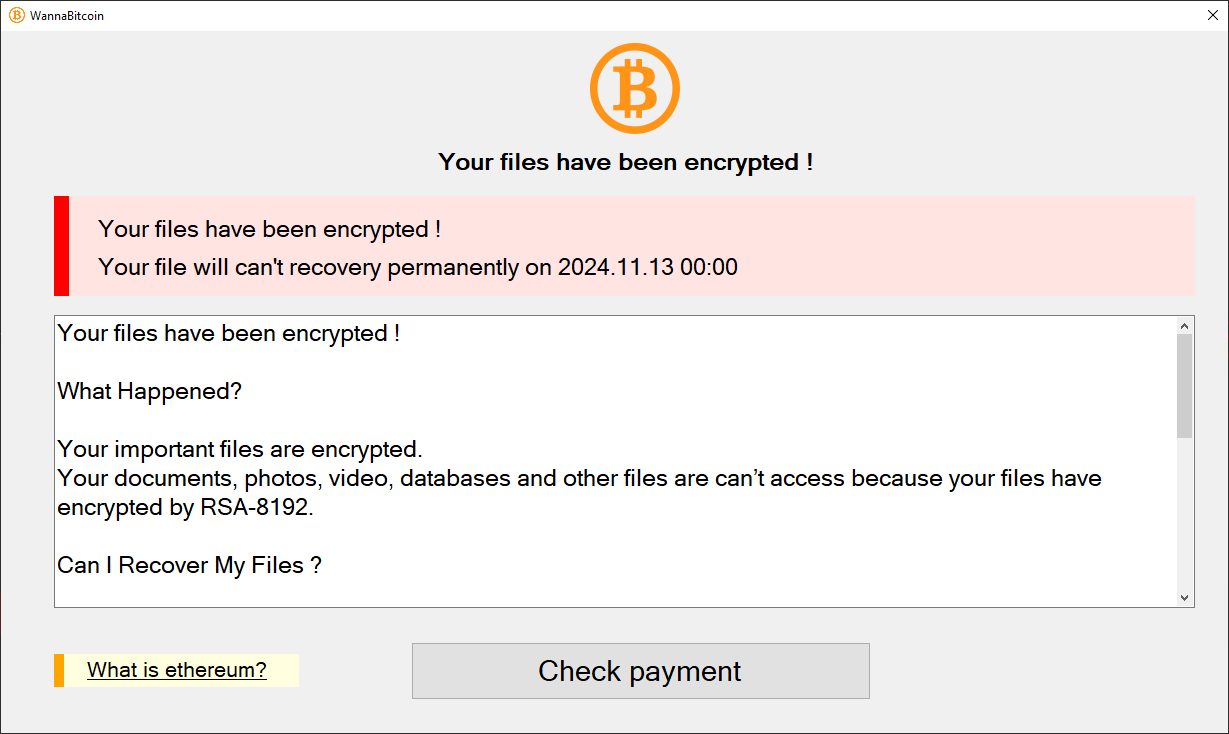 WannaBitcoin
Your files have been encrypted !
Your files have been encrypted !
Your file will can't recovery permanently on 2024.11.13 00:00
Your files have been encrypted !
What Happened?
Your important files are encrypted.
Your documents, photos, video, databases and other files are can’t access because your files have
encrypted by RSA-8192.
Can I Recover My Files ?
What is ethereum?
Check payment